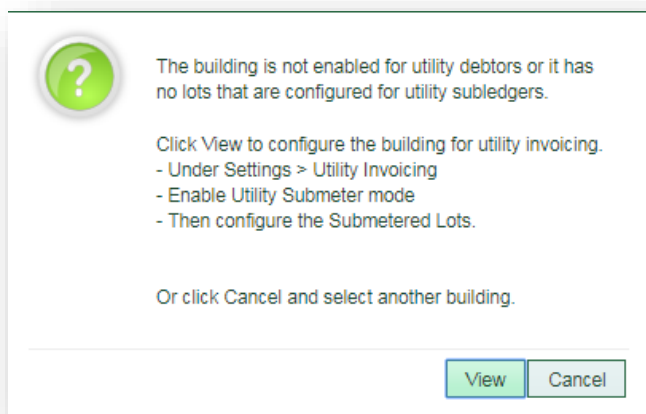 ?
The building is not enabled for utility debtors or it has
no lots that are configured for utility subledgers.
Click View to configure the building for utility invoicing.
- Under Settings > Utility Invoicing
- Enable Utility Submeter mode
- Then configure the Submetered Lots.
Or click Cancel and select another building.
View Cancel